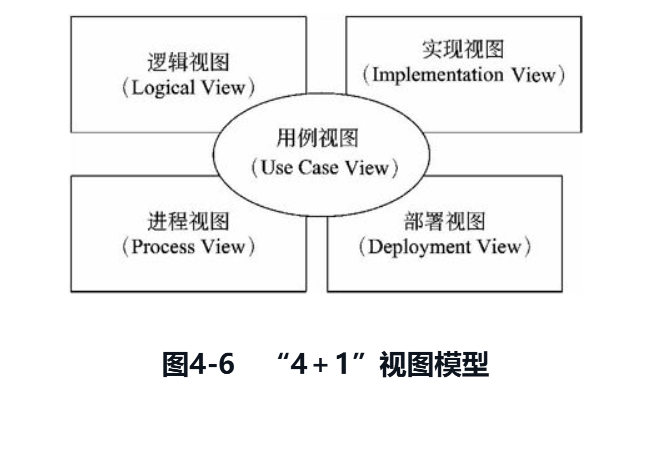 逻辑视图
（Logical View）
实现视图
（Implementation View）
用例视图
（Use Case View）
进程视图
（Process View）
部署视图
（Deployment View）
图4-6 “4＋1”视图模型